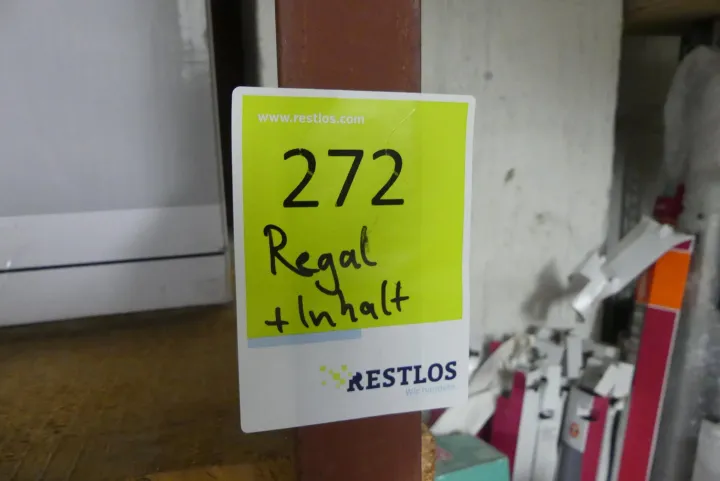 www.restlos.com
272
Regal
+ Inhalt
RESTLOS